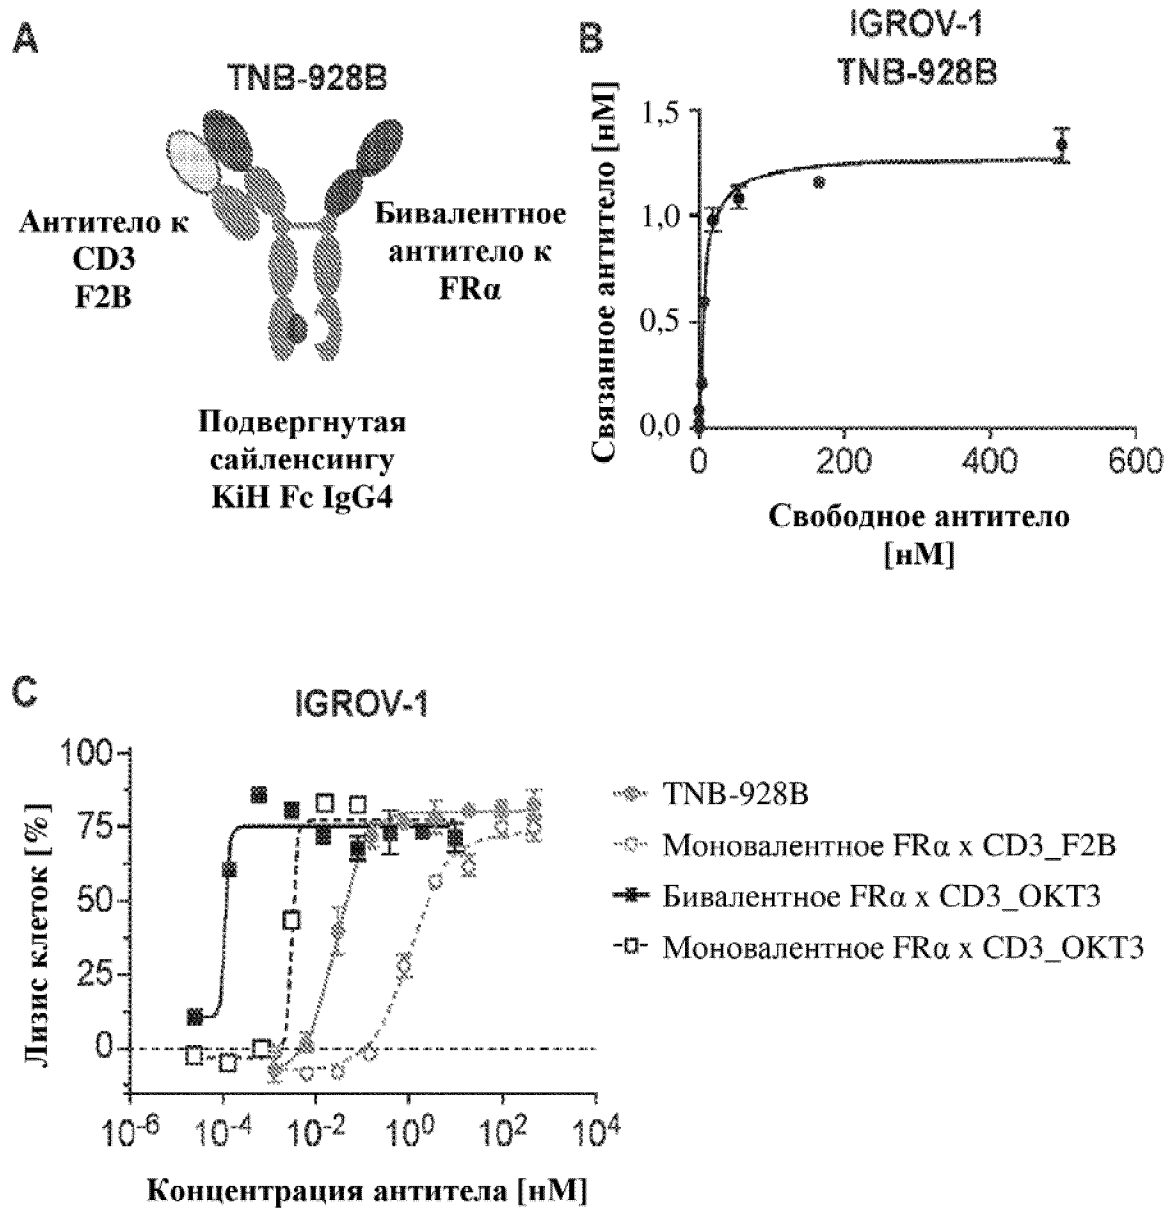 A
TNB-928B
Антитело к
CD3
F2B
Бивалентное
антитело к
FRα
Подвергнутая
сайленсингу
KiH Fc IgG4
B
IGROV-1
TNB-928B
Связанное антитело [нМ]
1,5
1,0
0,5
0,0
0
200
400
600
Свободное антитело
[нМ]
C
IGROV-1
Лизис клеток [%]
100
75
50
25
0
10⁻⁶
10⁻⁴
10⁻²
10⁰
10²
10⁴
Концентрация антитела [нМ]
TNB-928B
Моновалентное FRα x CD3_F2B
Бивалентное FRα x CD3_OKT3
Моновалентное FRα x CD3_OKT3